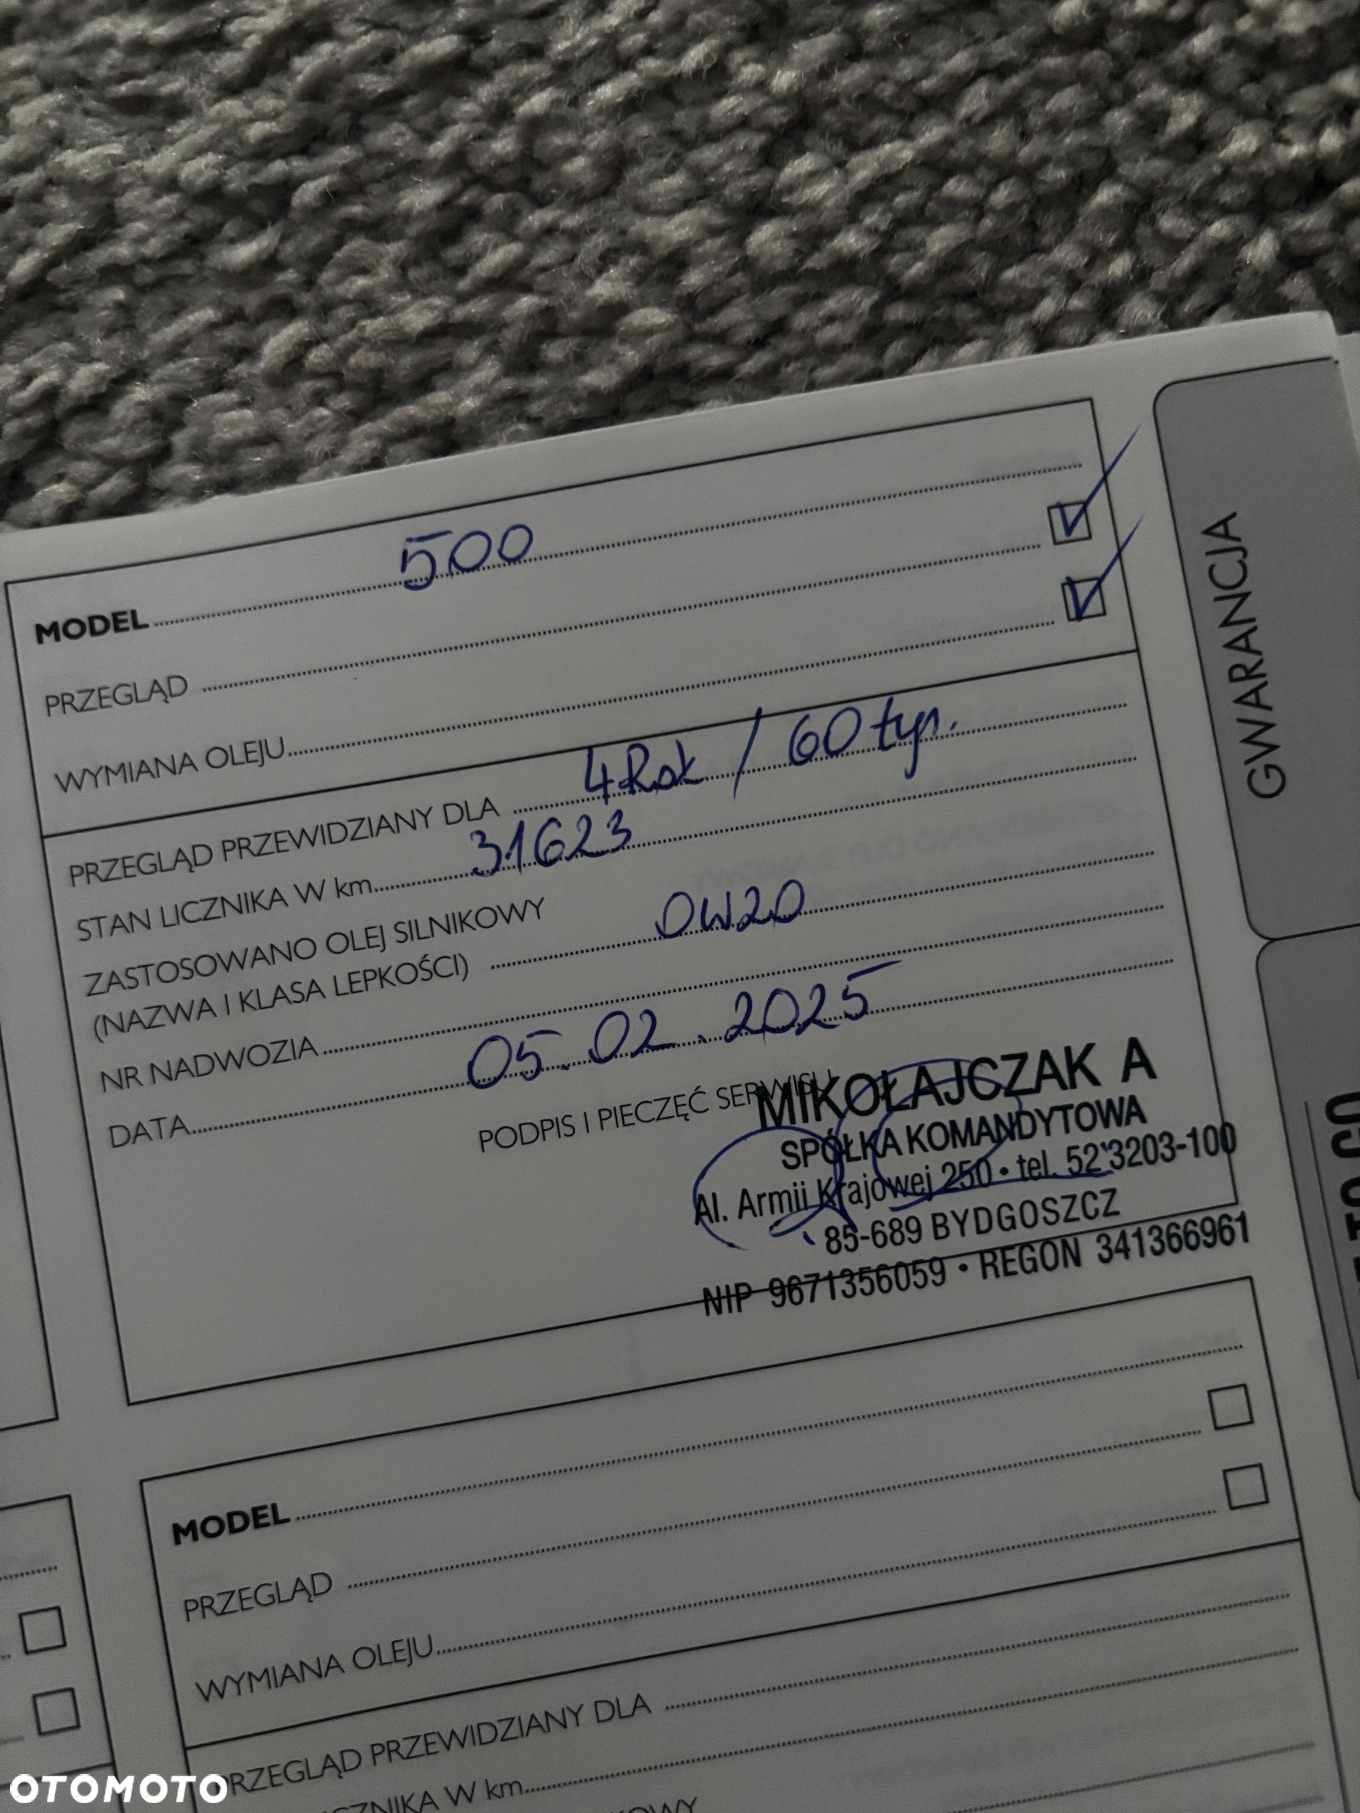 MODEL 500
PRZEGLĄD
WYMIANA OLEJU
PRZEGLĄD PRZEWIDZIANY DLA 4 Rok / 60 tyś.
STAN LICZNIKA W km 31623
ZASTOSOWANO OLEJ SILNIKOWY
(NAZWA I KLASA LEPKOŚCI) 0W20
NR NADWOZIA
DATA 05.02.2025
PODPIS I PIECZĘĆ SERWISU
MIKOŁAJCZAK A
SPÓŁKA KOMANDYTOWA
Al. Armii Krajowej 250 • tel. 52 3203-100
85-689 BYDGOSZCZ
NIP 9671356059 • REGON 341366961
GWARANCJA
MODEL
PRZEGLĄD
WYMIANA OLEJU
PRZEGLĄD PRZEWIDZIANY DLA
W km
OTOMOTO